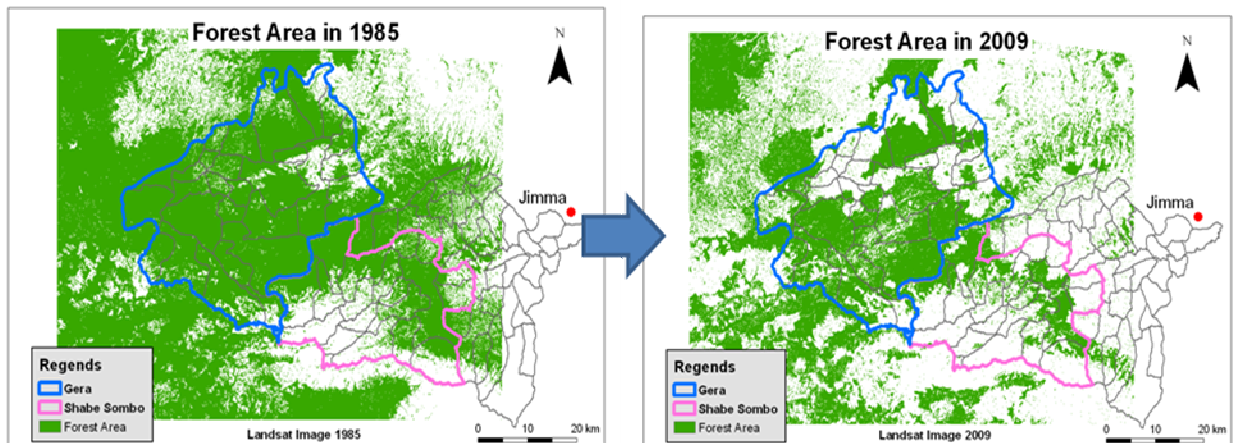 Forest Area in 1985
N
Jimma
Regends
Gera
Shabe Sombo
Forest Area
Landsat Image 1985
0 10 20 km
Forest Area in 2009
N
Jimma
Regends
Gera
Shabe Sombo
Forest Area
Landsat Image 2009
0 10 20 km